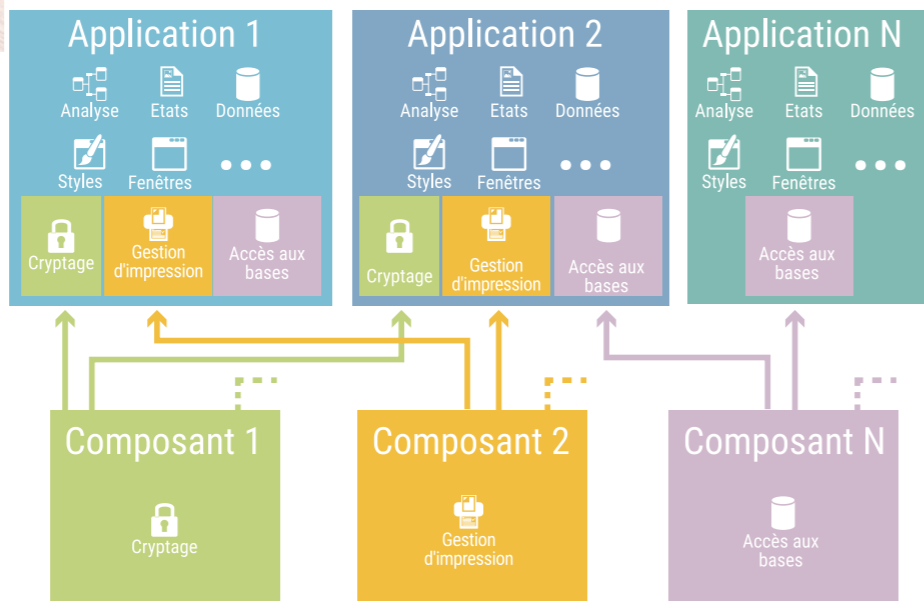 Application 1
Analyse
Etats
Données
Styles
Fenêtres
Cryptage
Gestion
d'impression
Accès aux
bases
Application 2
Analyse
Etats
Données
Styles
Fenêtres
Cryptage
Gestion
d'impression
Accès aux
bases
Application N
Analyse
Etats
Données
Styles
Fenêtres
Accès aux
bases
Composant 1
Cryptage
Composant 2
Gestion
d'impression
Composant N
Accès aux
bases